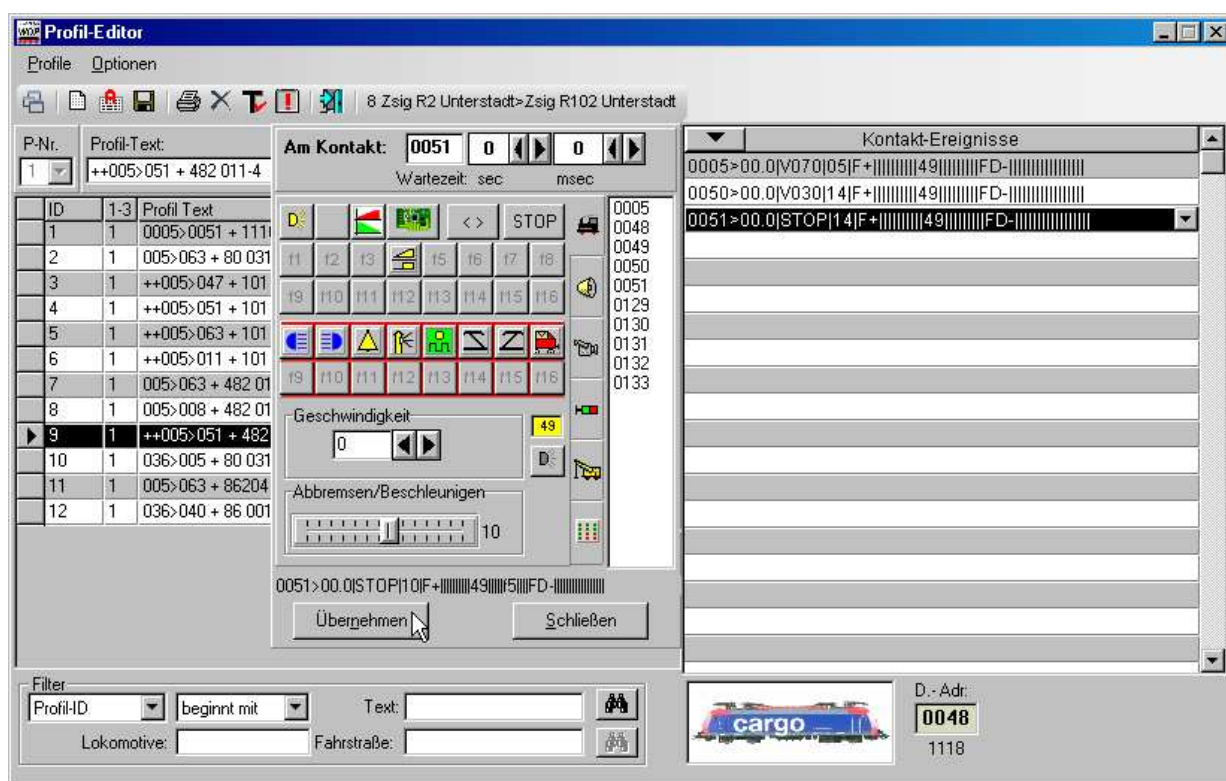 WDP Profil-Editor
Profile Optionen
8 Zsig R2 Unterstadt>Zsig R102 Unterstadt
P-Nr. Profil-Text:
1 ++005>051 + 482 011-4
ID 1-3 Profil Text
1 1 0005>0051 + 111
2 1 005>063 + 80 031
3 1 ++005>047 + 101
4 1 ++005>051 + 101
5 1 ++005>063 + 101
6 1 ++005>011 + 101
7 1 005>063 + 482 01
8 1 005>008 + 482 01
9 1 ++005>051 + 482
10 1 036>005 + 80 031
11 1 005>063 + 86204
12 1 036>040 + 86 001
Am Kontakt: 0051 0 0
Wartezeit: sec msec
D < > STOP
f1 f2 f3 f5 f6 f7 f8
f9 f10 f11 f12 f13 f14 f15 f16
f9 f10 f11 f12 f13 f14 f15 f16
Geschwindigkeit
0
49
D
Abbremsen/Beschleunigen
10
0005
0048
0049
0050
0051
0129
0130
0131
0132
0133
0051>00.0|STOP|10|F+|||||||||49|||||f5||||FD-||||||||||||||||
Übernehmen Schließen
Kontakt-Ereignisse
0005>00.0|V070|05|F+|||||||||49|||||||||FD-||||||||||||||||
0050>00.0|V030|14|F+|||||||||49|||||||||FD-||||||||||||||||
0051>00.0|STOP|14|F+|||||||||49|||||||||FD-||||||||||||||||
Filter
Profil-ID beginnt mit Text:
Lokomotive: Fahrstraße:
cargo
D.- Adr:
0048
1118